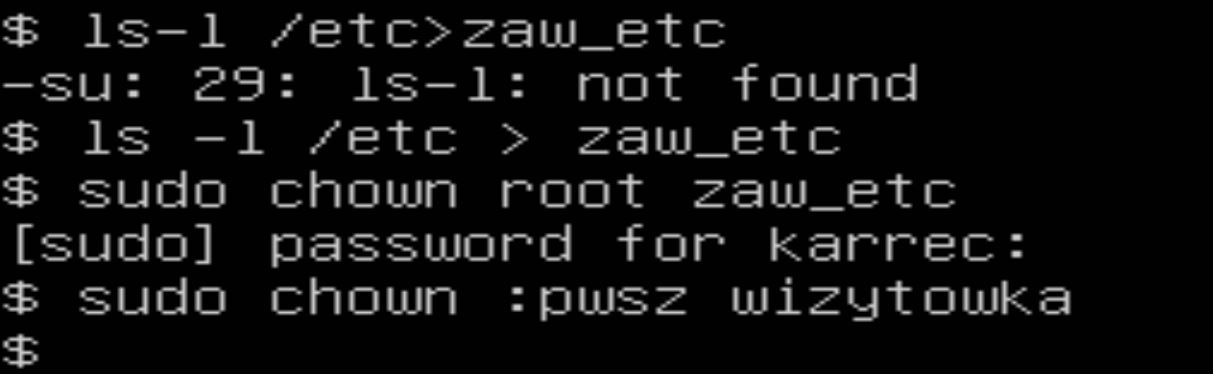 $ ls-l /etc>zaw_etc
-su: 29: ls-l: not found
$ ls -l /etc > zaw_etc
$ sudo chown root zaw_etc
[sudo] password for karrec:
$ sudo chown :pwsz wizytowka
$